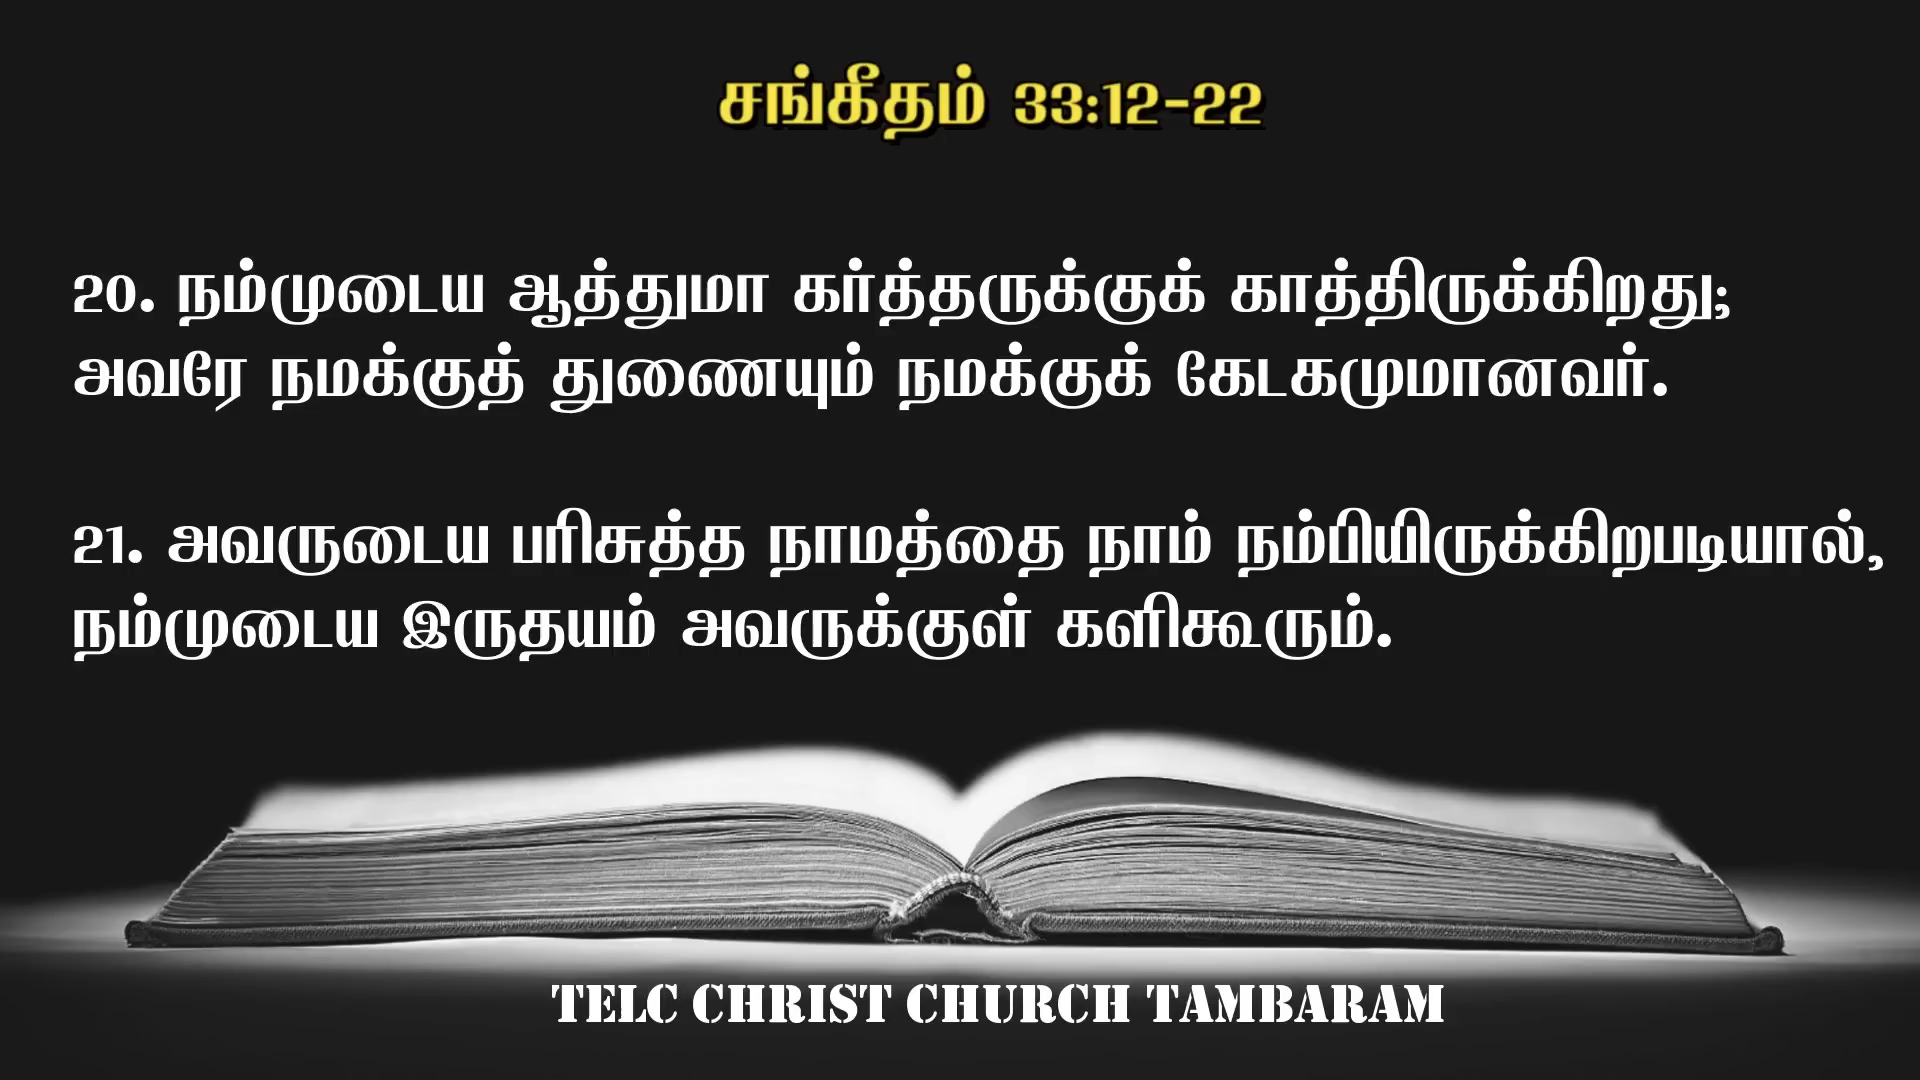 சங்கீதம் 33:12-22
20. நம்முடைய ஆத்துமா கர்த்தருக்குக் காத்திருக்கிறது;
அவரே நமக்குத் துணையும் நமக்குக் கேடகமுமானவர்.
21. அவருடைய பரிசுத்த நாமத்தை நாம் நம்பியிருக்கிறபடியால்,
நம்முடைய இருதயம் அவருக்குள் களிகூரும்.
TELC CHRIST CHURCH TAMBARAM